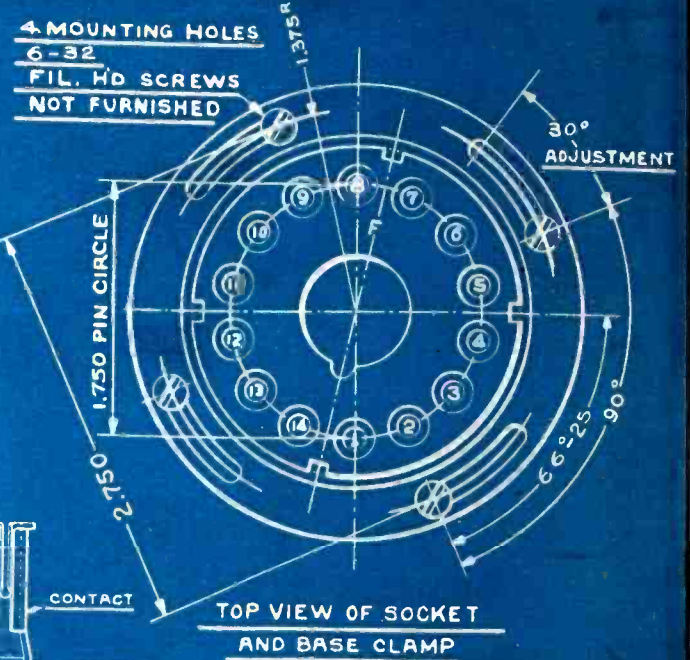 4 MOUNTING HOLES
6-32
FIL. H'D SCREWS
NOT FURNISHED
1.375R
30°
ADJUSTMENT
1.750 PIN CIRCLE
2.750
F
8
7
6
5
4
3
2
1
14
13
12
11
10
9
66°-25
90°
CONTACT
TOP VIEW OF SOCKET
AND BASE CLAMP